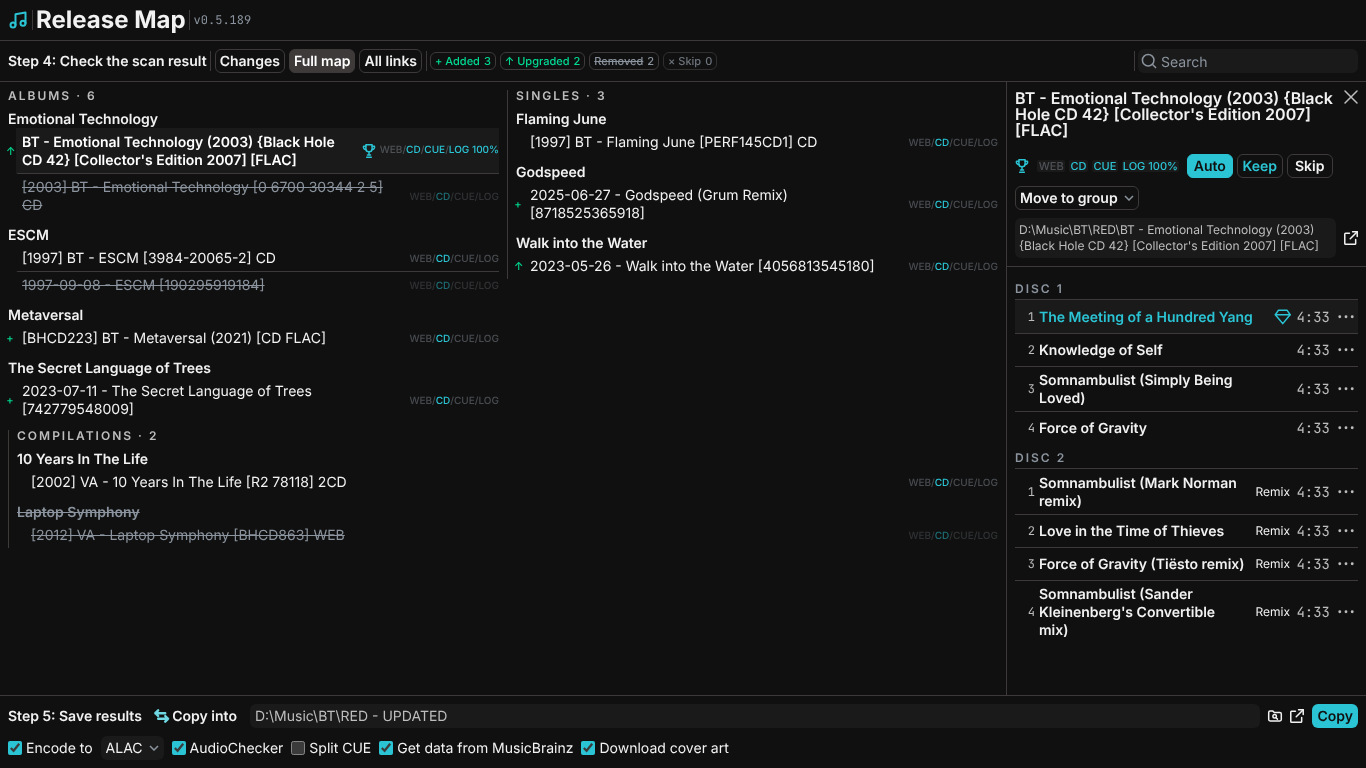 Release Map v0.5.189
Step 4: Check the scan result Changes Full map All links + Added 3 ↑ Upgraded 2 Removed 2 × Skip 0 Search
ALBUMS · 6
Emotional Technology
BT - Emotional Technology (2003) {Black Hole
CD 42} [Collector's Edition 2007] [FLAC]
WEB/CD/CUE/LOG 100%
[2003] BT - Emotional Technology [0 6700 30344 2 5]
CD
WEB/CD/CUE/LOG
ESCM
[1997] BT - ESCM [3984-20065-2] CD WEB/CD/CUE/LOG
1997-09-08 - ESCM [190295919184] WEB/CD/CUE/LOG
Metaversal
+ [BHCD223] BT - Metaversal (2021) [CD FLAC] WEB/CD/CUE/LOG
The Secret Language of Trees
+ 2023-07-11 - The Secret Language of Trees
[742779548009]
WEB/CD/CUE/LOG
SINGLES · 3
Flaming June
[1997] BT - Flaming June [PERF145CD1] CD WEB/CD/CUE/LOG
Godspeed
+ 2025-06-27 - Godspeed (Grum Remix)
[8718525365918]
WEB/CD/CUE/LOG
Walk into the Water
↑ 2023-05-26 - Walk into the Water [4056813545180] WEB/CD/CUE/LOG
COMPILATIONS · 2
10 Years In The Life
[2002] VA - 10 Years In The Life [R2 78118] 2CD WEB/CD/CUE/LOG
Laptop Symphony
[2012] VA - Laptop Symphony [BHCD863] WEB WEB/CD/CUE/LOG
BT - Emotional Technology (2003) {Black
Hole CD 42} [Collector's Edition 2007]
[FLAC]
WEB CD CUE LOG 100% Auto Keep Skip
Move to group
D:\Music\BT\RED\BT - Emotional Technology (2003)
{Black Hole CD 42} [Collector's Edition 2007] [FLAC]
DISC 1
1 The Meeting of a Hundred Yang 4:33
2 Knowledge of Self 4:33
3 Somnambulist (Simply Being
Loved)
4:33
4 Force of Gravity 4:33
DISC 2
1 Somnambulist (Mark Norman
remix)
Remix 4:33
2 Love in the Time of Thieves Remix 4:33
3 Force of Gravity (Tiësto remix) Remix 4:33
4 Somnambulist (Sander
Kleinenberg's Convertible
mix)
Remix 4:33
Step 5: Save results Copy into D:\Music\BT\RED - UPDATED Copy
Encode to ALAC AudioChecker Split CUE Get data from MusicBrainz Download cover art